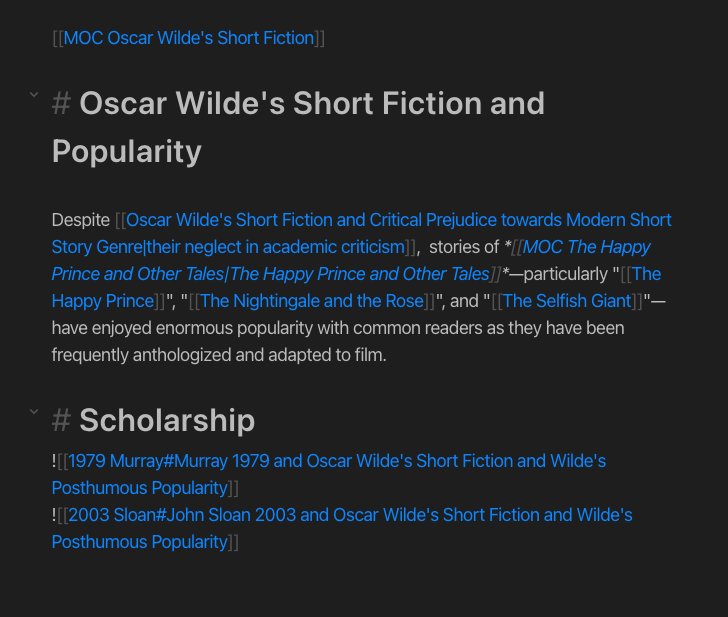 [[MOC Oscar Wilde's Short Fiction]]
# Oscar Wilde's Short Fiction and
Popularity
Despite [[Oscar Wilde's Short Fiction and Critical Prejudice towards Modern Short
Story Genre|their neglect in academic criticism]],  stories of *[[MOC The Happy
Prince and Other Tales|The Happy Prince and Other Tales]]*—particularly "[[The
Happy Prince]]", "[[The Nightingale and the Rose]]", and "[[The Selfish Giant]]"—
have enjoyed enormous popularity with common readers as they have been
frequently anthologized and adapted to film.
# Scholarship
![[1979 Murray#Murray 1979 and Oscar Wilde's Short Fiction and Wilde's
Posthumous Popularity]]
![[2003 Sloan#John Sloan 2003 and Oscar Wilde's Short Fiction and Wilde's
Posthumous Popularity]]